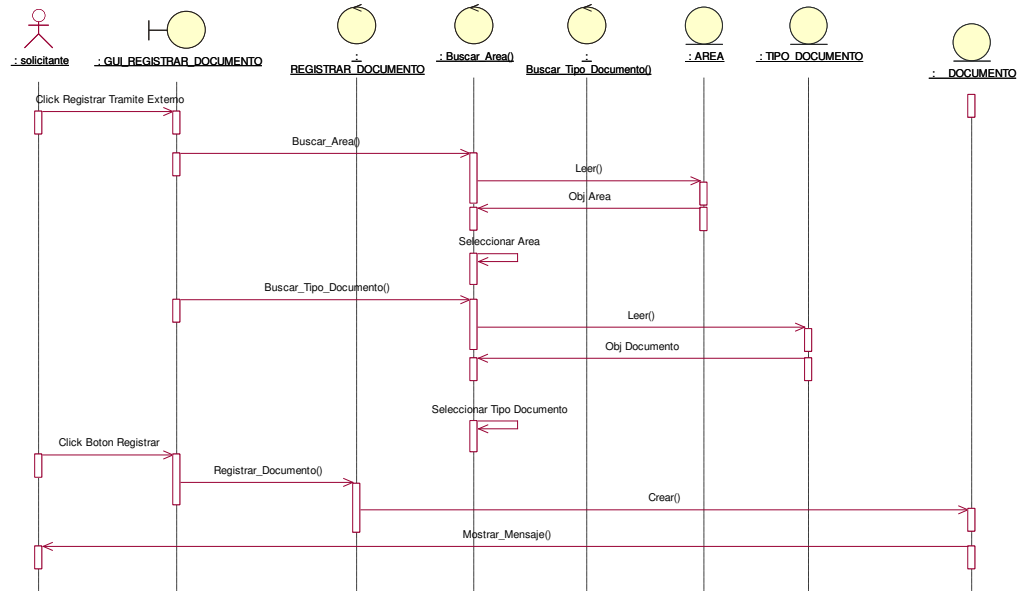 : solicitante
: GUI_REGISTRAR_DOCUMENTO
:
REGISTRAR_DOCUMENTO
: Buscar_Area()
:
Buscar_Tipo_Documento()
: AREA
: TIPO_DOCUMENTO
: __DOCUMENTO
Click Registrar Tramite Externo
Buscar_Area()
Leer()
Obj Area
Seleccionar Area
Buscar_Tipo_Documento()
Leer()
Obj Documento
Seleccionar Tipo Documento
Click Boton Registrar
Registrar_Documento()
Crear()
Mostrar_Mensaje()